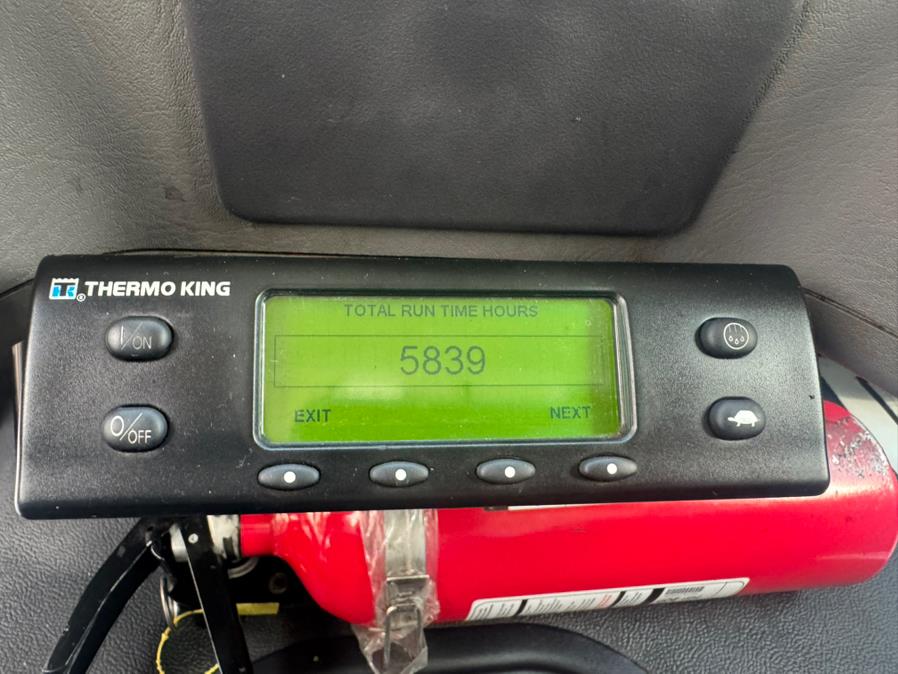 THERMO KING
®
TOTAL RUN TIME HOURS
I/ON
5839
O/OFF
EXIT
NEXT